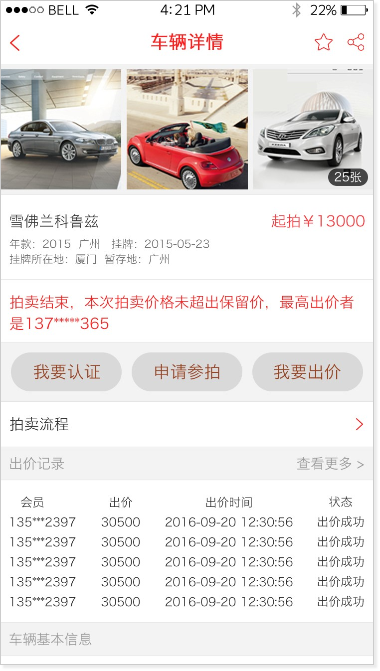 BELL 4:21 PM 22%
车辆详情
25张
雪佛兰科鲁兹 起拍￥13000
年款：2015 广州 挂牌：2015-05-23
挂牌所在地：厦门 暂存地：广州
拍卖结束，本次拍卖价格未超出保留价，最高出价者
是137*****365
我要认证 申请参拍 我要出价
拍卖流程
出价记录 查看更多 >
会员 出价 出价时间 状态
135***2397 30500 2016-09-20 12:30:56 出价成功
135***2397 30500 2016-09-20 12:30:56 出价成功
135***2397 30500 2016-09-20 12:30:56 出价成功
135***2397 30500 2016-09-20 12:30:56 出价成功
135***2397 30500 2016-09-20 12:30:56 出价成功
车辆基本信息